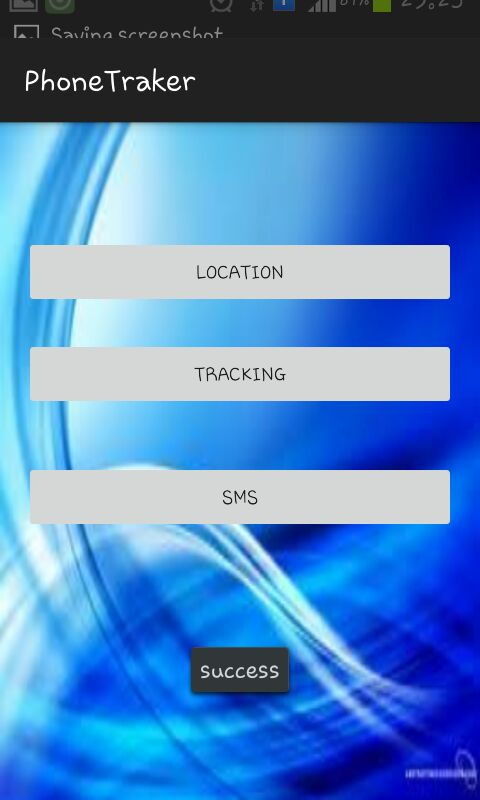 Saving screenshot
PhoneTraker
LOCATION
TRACKING
SMS
success